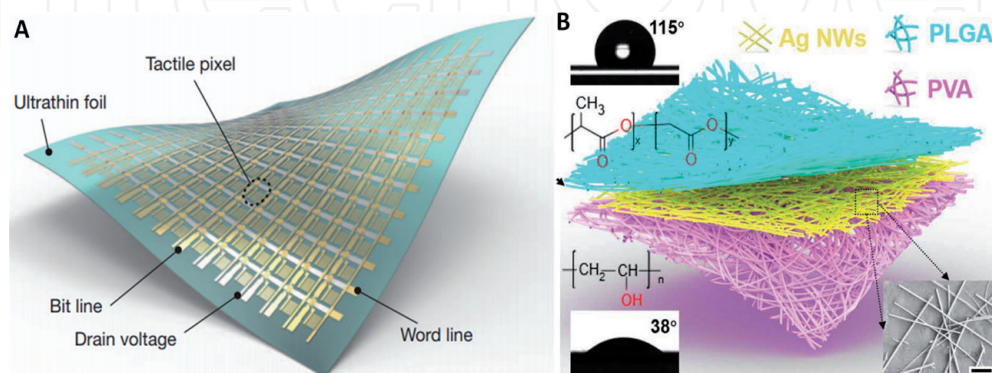 A
Tactile pixel
Ultrathin foil
Bit line
Drain voltage
Word line
B
115°
Ag NWs
PLGA
PVA
CH₃
O
O
x
O
O
y
CH₂
CH
n
OH
38°